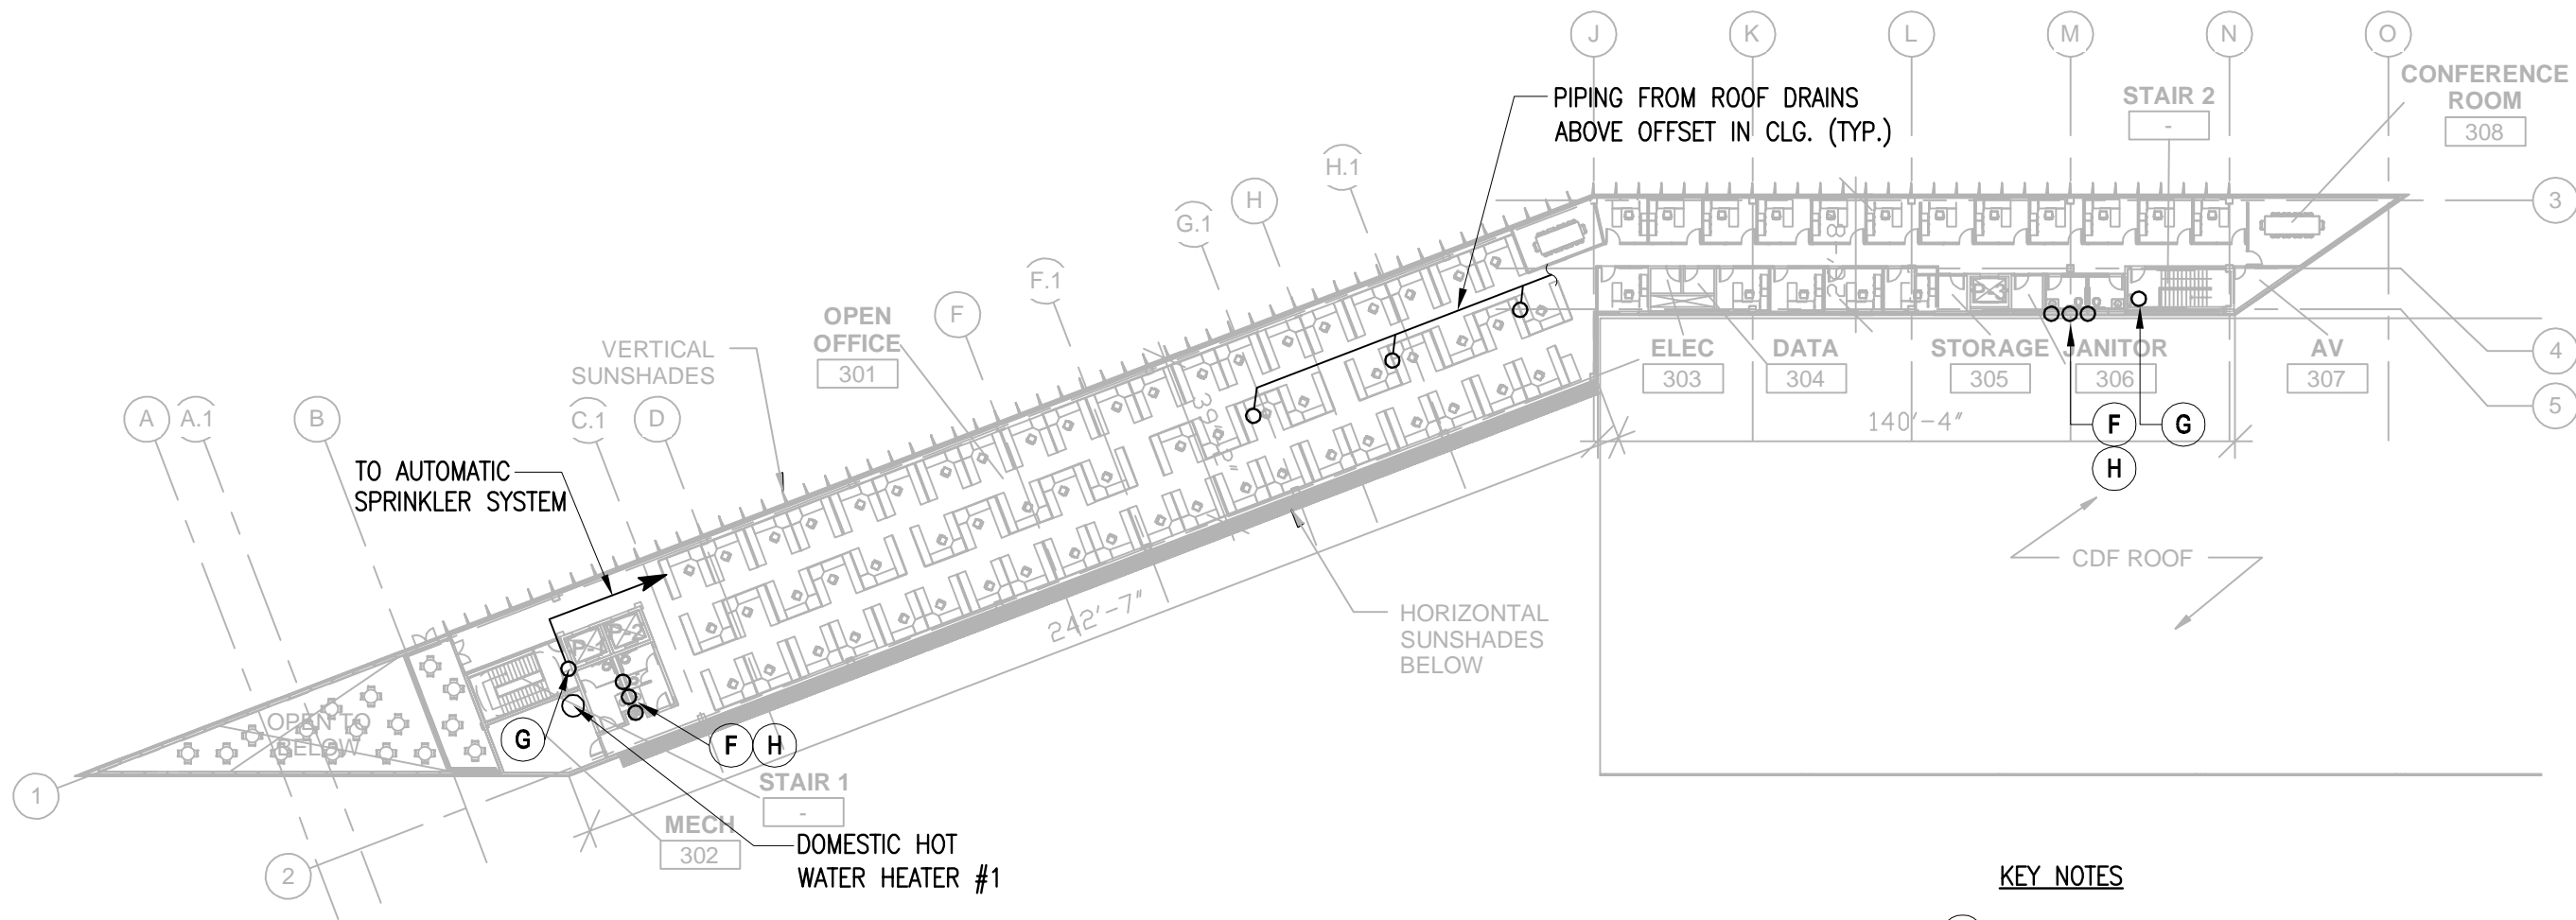 J
K
L
M
N
O
CONFERENCE
ROOM
308
STAIR 2
-
PIPING FROM ROOF DRAINS
ABOVE OFFSET IN CLG. (TYP.)
H.1
H
G.1
F.1
F
3
OPEN
OFFICE
301
VERTICAL
SUNSHADES
ELEC
303
DATA
304
STORAGE
305
JANITOR
306
AV
307
4
5
A
A.1
B
C.1
D
140'-4"
F
G
H
TO AUTOMATIC
SPRINKLER SYSTEM
CDF ROOF
242'-7"
HORIZONTAL
SUNSHADES
BELOW
P-1
P-2
OPEN TO
BELOW
G
F
H
STAIR 1
-
1
MECH
302
2
DOMESTIC HOT
WATER HEATER #1
KEY NOTES